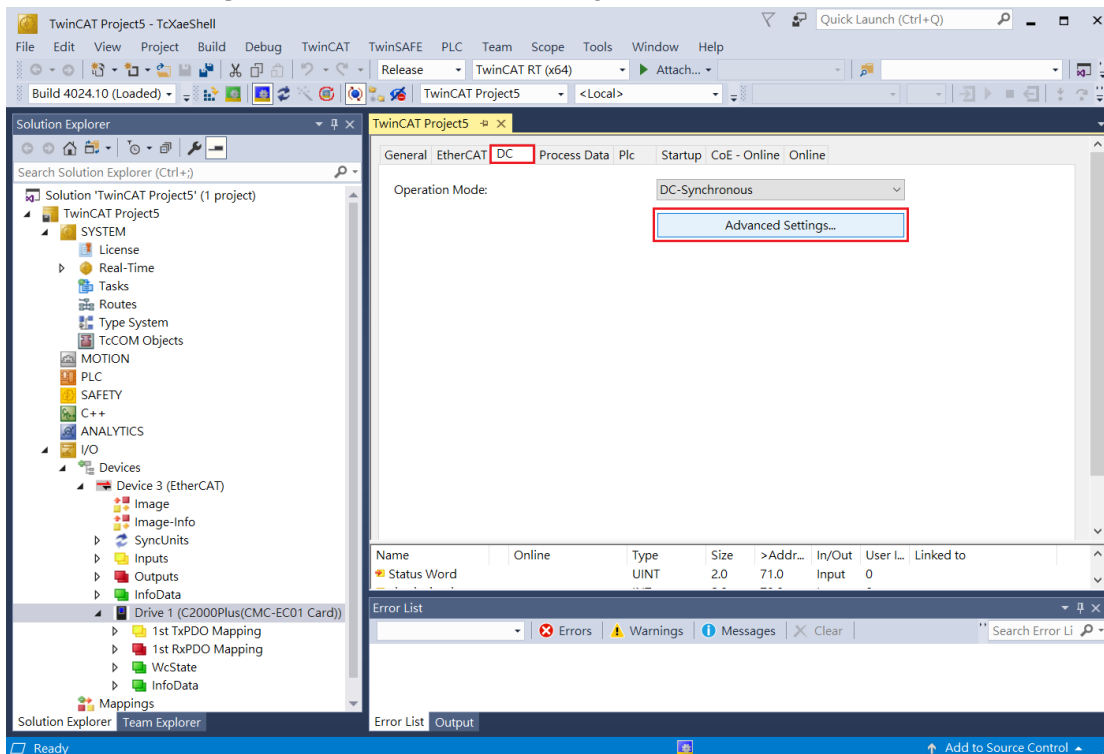 TwinCAT Project5 - TcXaeShell
Quick Launch (Ctrl+Q)
File Edit View Project Build Debug TwinCAT TwinSAFE PLC Team Scope Tools Window Help
Release TwinCAT RT (x64) Attach...
Build 4024.10 (Loaded) TwinCAT Project5 <Local>
Solution Explorer
Search Solution Explorer (Ctrl+;)
Solution 'TwinCAT Project5' (1 project)
TwinCAT Project5
SYSTEM
License
Real-Time
Tasks
Routes
Type System
TcCOM Objects
MOTION
PLC
SAFETY
C++
ANALYTICS
I/O
Devices
Device 3 (EtherCAT)
Image
Image-Info
SyncUnits
Inputs
Outputs
InfoData
Drive 1 (C2000Plus(CMC-EC01 Card))
1st TxPDO Mapping
1st RxPDO Mapping
WcState
InfoData
Mappings
Solution Explorer Team Explorer
TwinCAT Project5
General EtherCAT DC Process Data Plc Startup CoE - Online Online
Operation Mode: DC-Synchronous
Advanced Settings...
Name Online Type Size >Addr... In/Out User I... Linked to
Status Word UINT 2.0 71.0 Input 0
Error List
Errors Warnings Messages Clear Search Error Li
Error List Output
Ready Add to Source Control